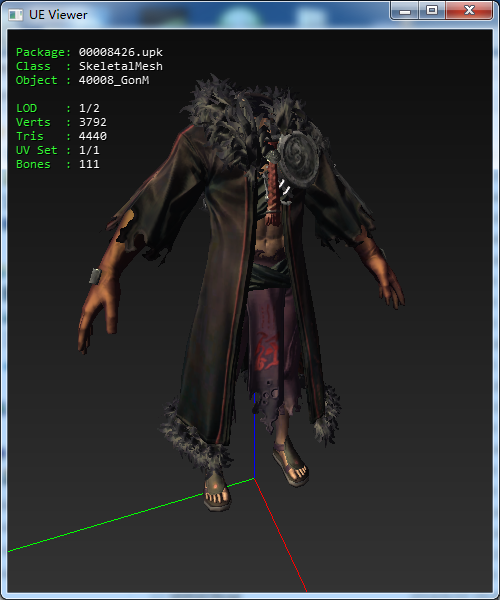 UE Viewer
Package: 00008426.upk
Class : SkeletalMesh
Object : 40008_GonM
LOD : 1/2
Verts : 3792
Tris : 4440
UV Set : 1/1
Bones : 111